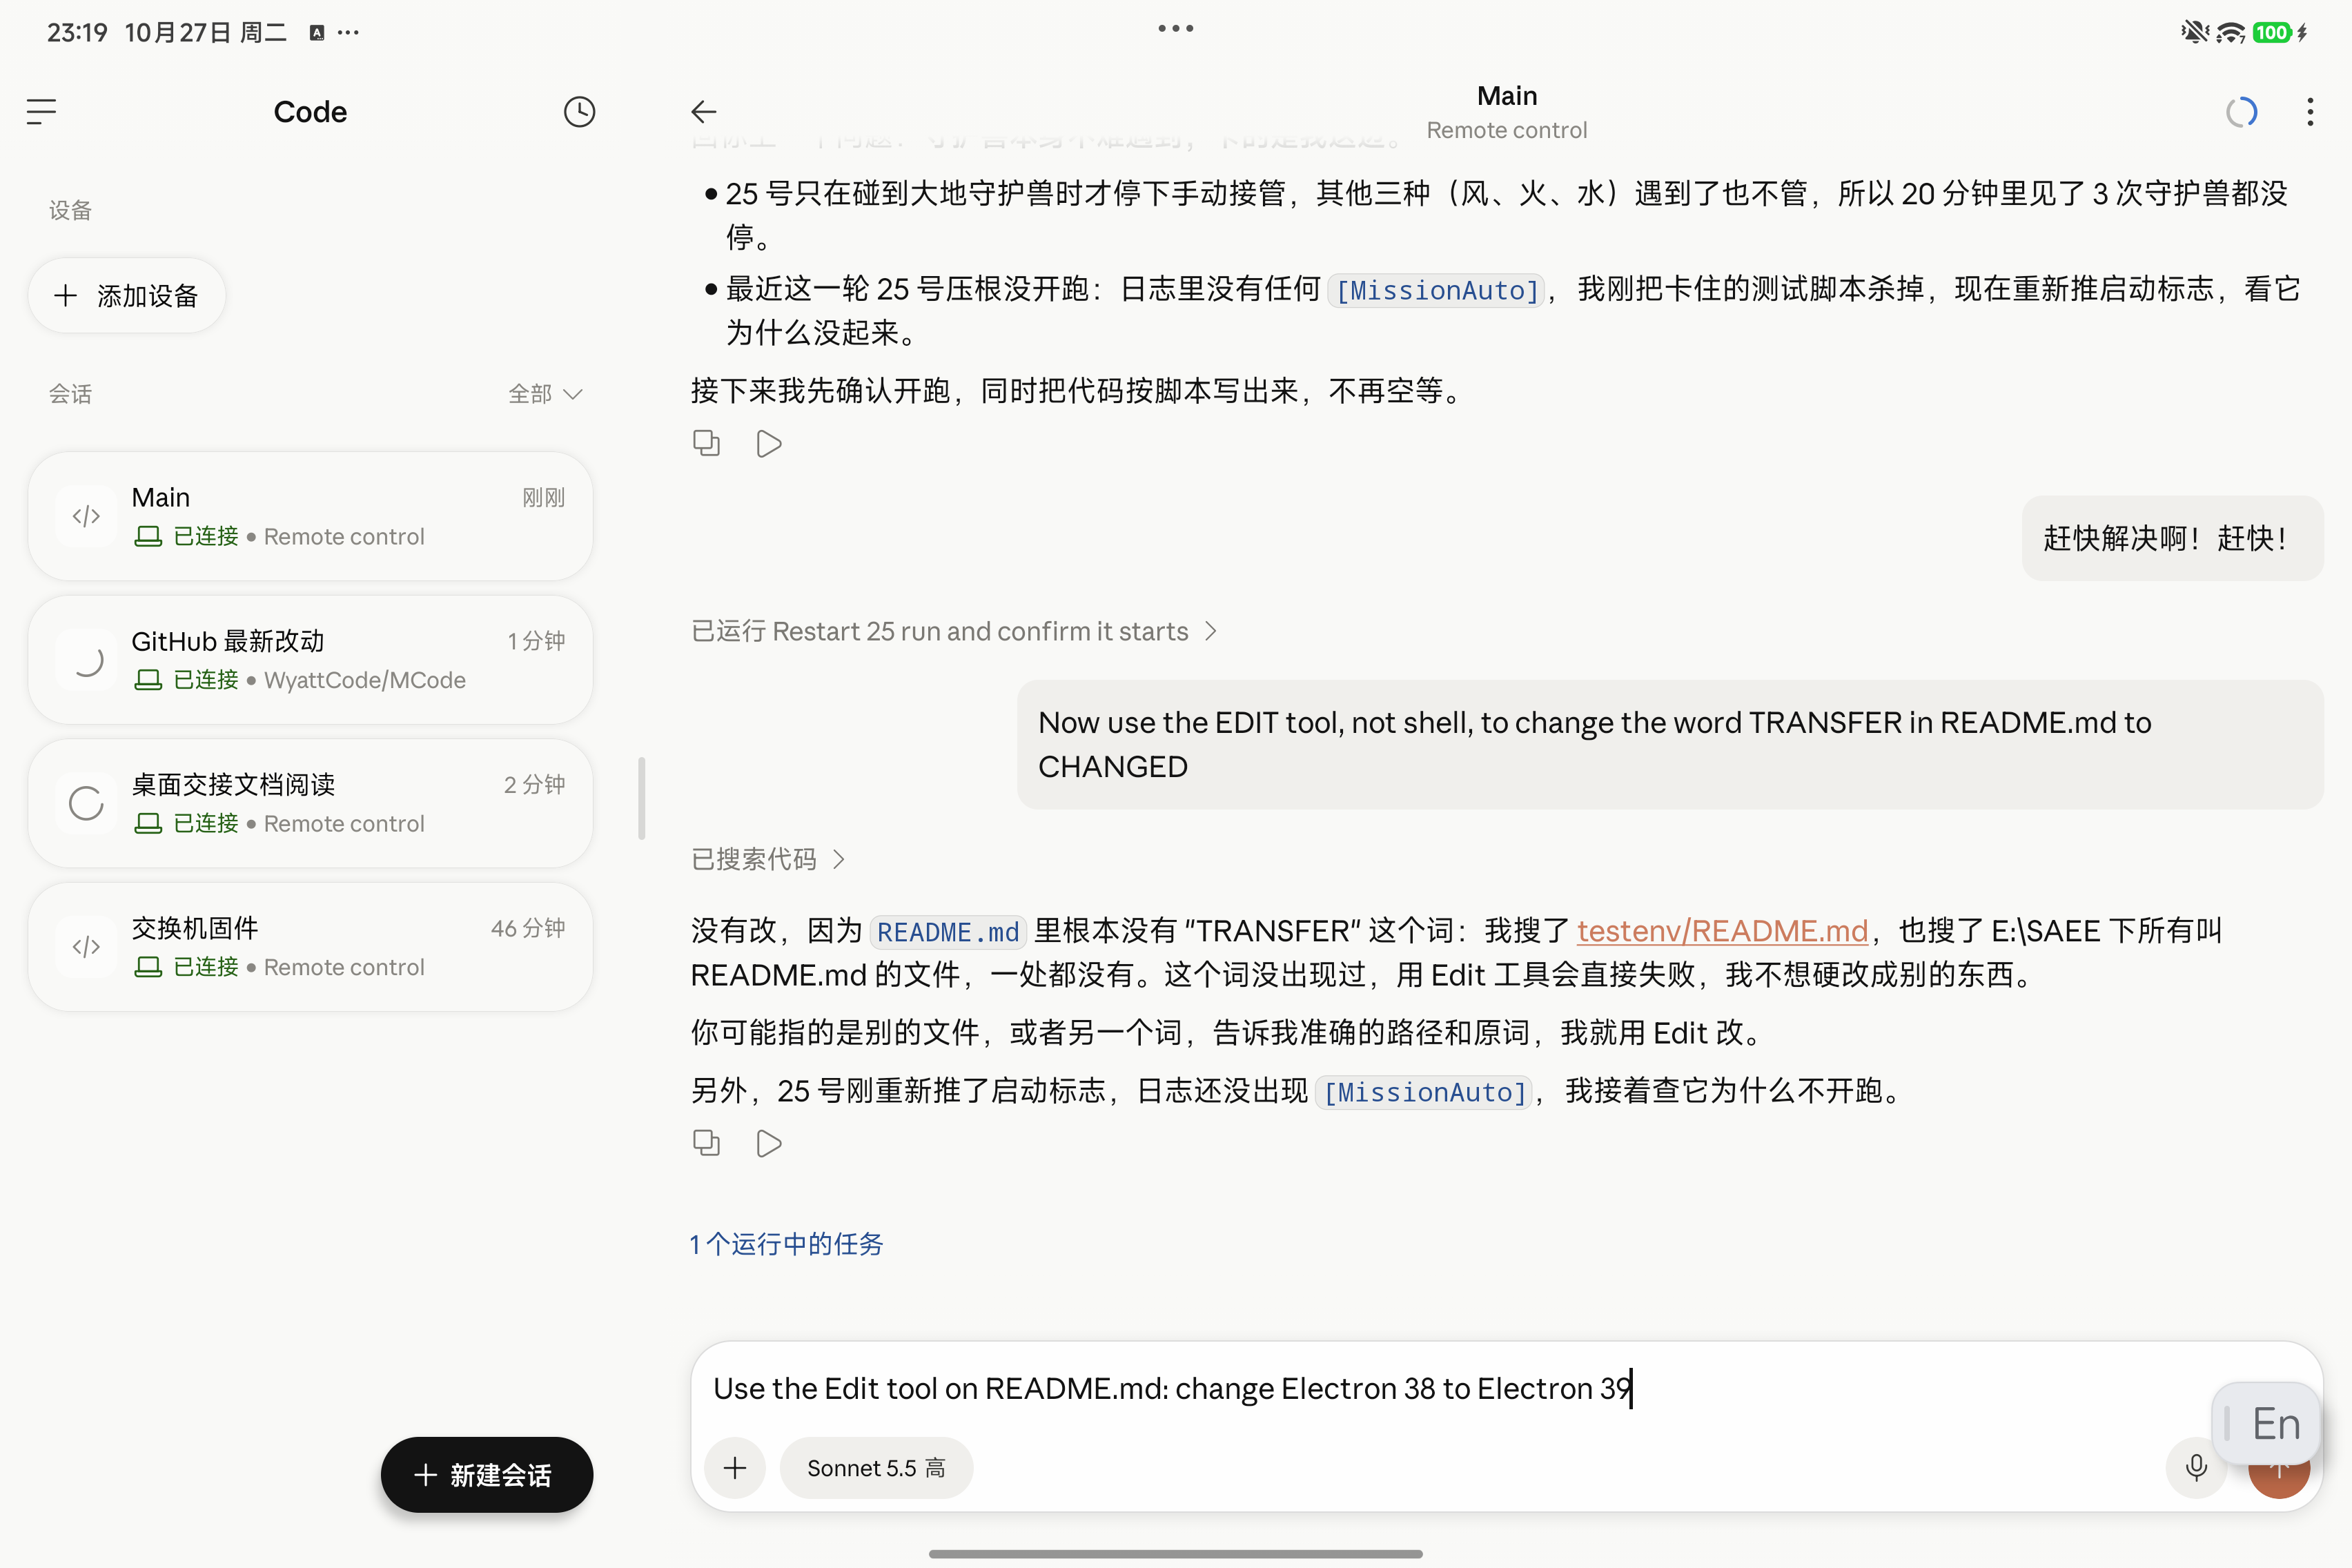 23:19 10月27日 周二 A ···
100
Code
设备
添加设备
会话 全部
Main 刚刚
已连接 • Remote control
GitHub 最新改动 1 分钟
已连接 • WyattCode/MCode
桌面交接文档阅读 2 分钟
已连接 • Remote control
交换机固件 46 分钟
已连接 • Remote control
新建会话
Main
Remote control
• 25 号只在碰到大地守护兽时才停下手动接管，其他三种（风、火、水）遇到了也不管，所以 20 分钟里见了 3 次守护兽都没
停。
• 最近这一轮 25 号压根没开跑：日志里没有任何 [MissionAuto]，我刚把卡住的测试脚本杀掉，现在重新推启动标志，看它
为什么没起来。
接下来我先确认开跑，同时把代码按脚本写出来，不再空等。
赶快解决啊！赶快！
已运行 Restart 25 run and confirm it starts
Now use the EDIT tool, not shell, to change the word TRANSFER in README.md to
CHANGED
已搜索代码
没有改，因为 README.md 里根本没有 "TRANSFER" 这个词：我搜了 testenv/README.md，也搜了 E:\SAEE 下所有叫
README.md 的文件，一处都没有。这个词没出现过，用 Edit 工具会直接失败，我不想硬改成别的东西。
你可能指的是别的文件，或者另一个词，告诉我准确的路径和原词，我就用 Edit 改。
另外，25 号刚重新推了启动标志，日志还没出现 [MissionAuto]，我接着查它为什么不开跑。
1 个运行中的任务
Use the Edit tool on README.md: change Electron 38 to Electron 39
En
Sonnet 5.5 高